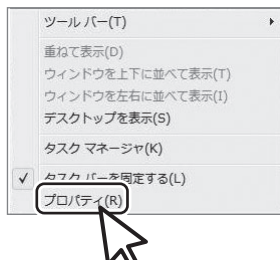 ツール バー(T)
重ねて表示(D)
ウィンドウを上下に並べて表示(T)
ウィンドウを左右に並べて表示(I)
デスクトップを表示(S)
タスク マネージャ(K)
タスク バーを固定する(L)
プロパティ(R)